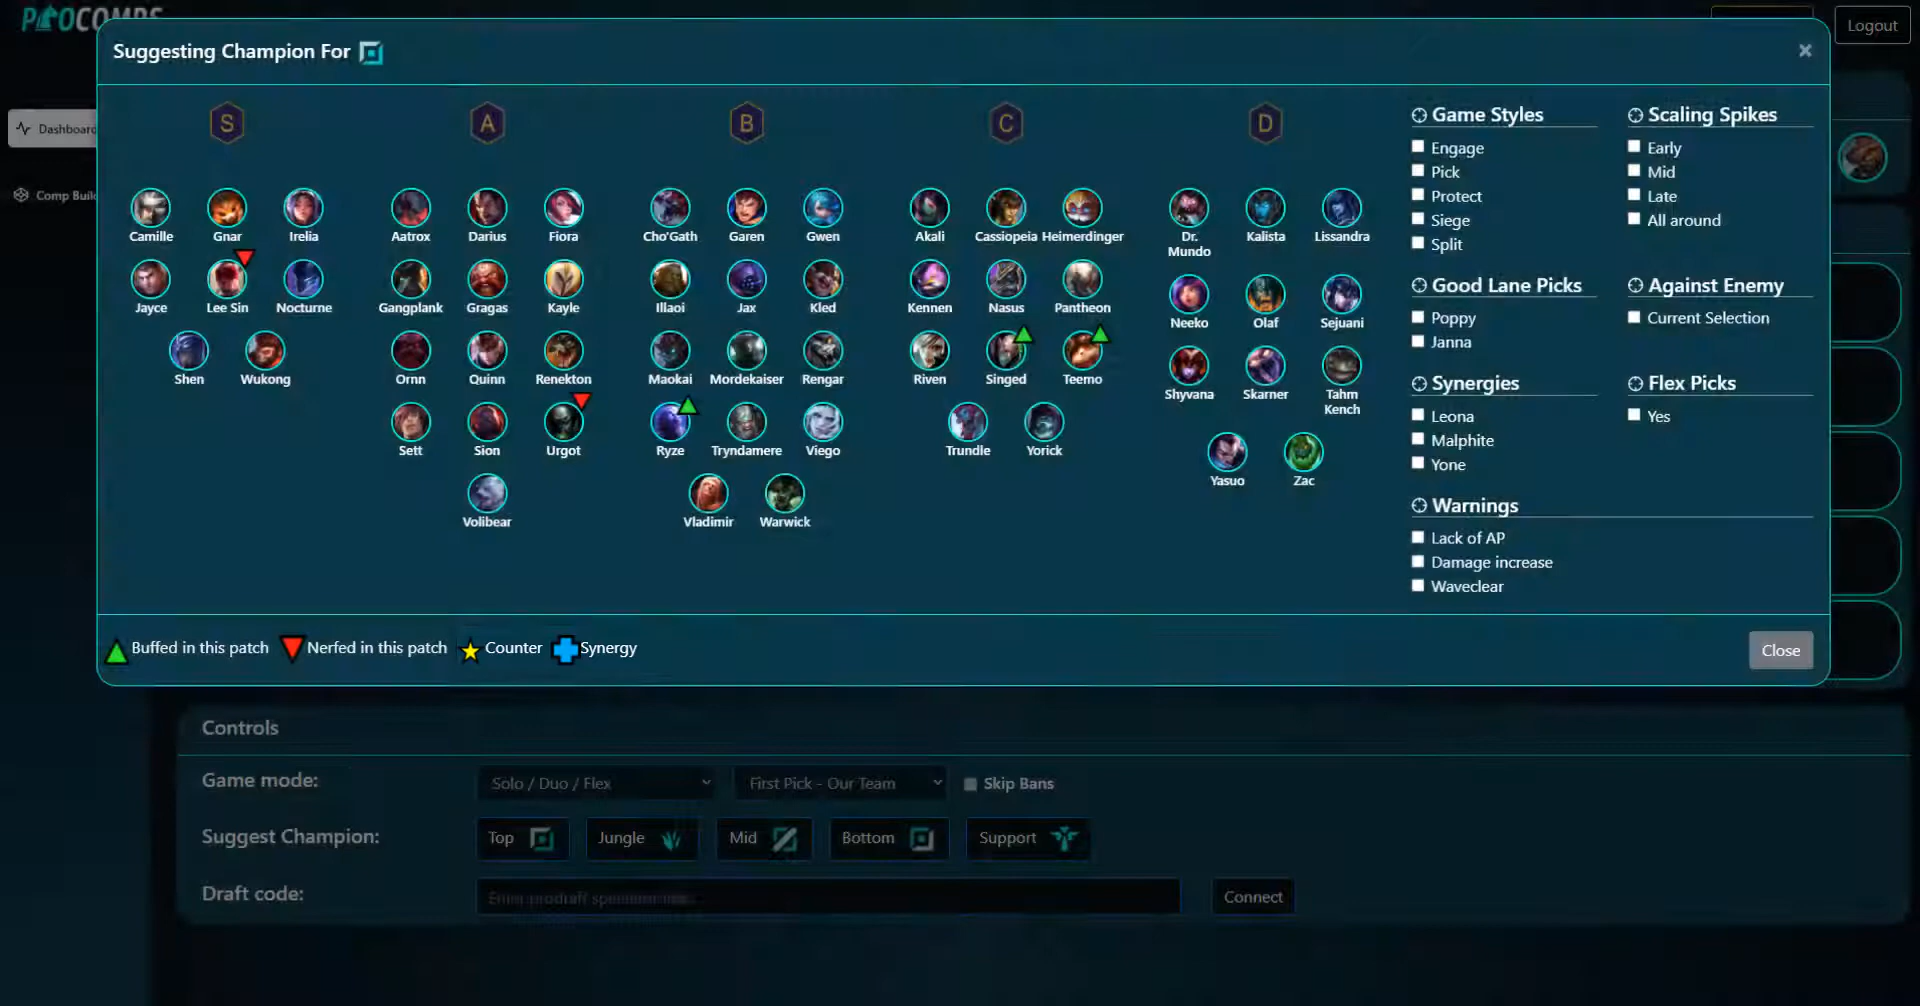 PROCOMPS
Logout
Suggesting Champion For
×
Dashboard
Comp Buil
S
A
B
C
D
Camille
Gnar
Irelia
Jayce
Lee Sin
Nocturne
Shen
Wukong
Aatrox
Darius
Fiora
Gangplank
Gragas
Kayle
Ornn
Quinn
Renekton
Sett
Sion
Urgot
Volibear
Cho'Gath
Garen
Gwen
Illaoi
Jax
Kled
Maokai
Mordekaiser
Rengar
Ryze
Tryndamere
Viego
Vladimir
Warwick
Akali
Cassiopeia
Heimerdinger
Kennen
Nasus
Pantheon
Riven
Singed
Teemo
Trundle
Yorick
Dr.
Mundo
Kalista
Lissandra
Neeko
Olaf
Sejuani
Shyvana
Skarner
Tahm
Kench
Yasuo
Zac
Game Styles
Engage
Pick
Protect
Siege
Split
Scaling Spikes
Early
Mid
Late
All around
Good Lane Picks
Poppy
Janna
Against Enemy
Current Selection
Synergies
Leona
Malphite
Yone
Flex Picks
Yes
Warnings
Lack of AP
Damage increase
Waveclear
Buffed in this patch
Nerfed in this patch
Counter
Synergy
Close
Controls
Game mode:
Solo / Duo / Flex
First Pick - Our Team
Skip Bans
Suggest Champion:
Top
Jungle
Mid
Bottom
Support
Draft code:
Enter prodraft spectator
Connect